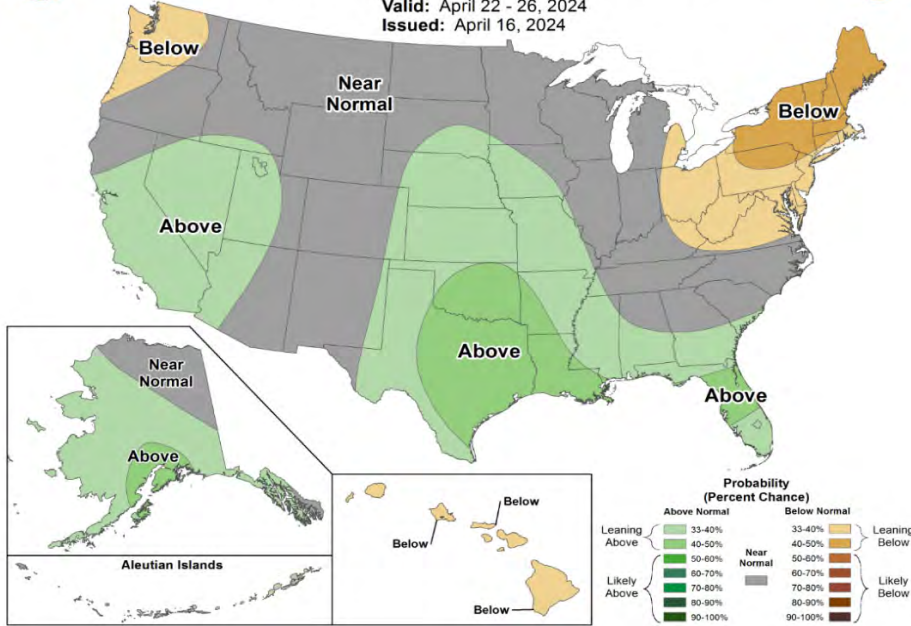 Valid: April 22 - 26, 2024
Issued: April 16, 2024
Below
Near
Normal
Below
Above
Above
Above
Near
Normal
Above
Aleutian Islands
Below
Below
Below
Probability
(Percent Chance)
Above Normal
Below Normal
Leaning
Above
33-40%
40-50%
Likely
Above
50-60%
60-70%
70-80%
80-90%
90-100%
Near
Normal
33-40%
40-50%
Leaning
Below
50-60%
60-70%
70-80%
80-90%
90-100%
Likely
Below